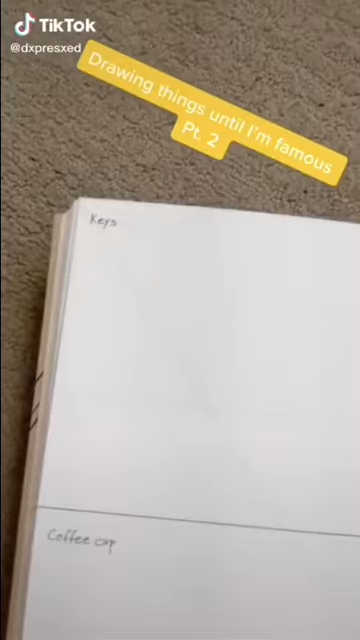 TikTok
@dxpresxed
Drawing things until I'm famous
Pt. 2
Keys
Coffee cup